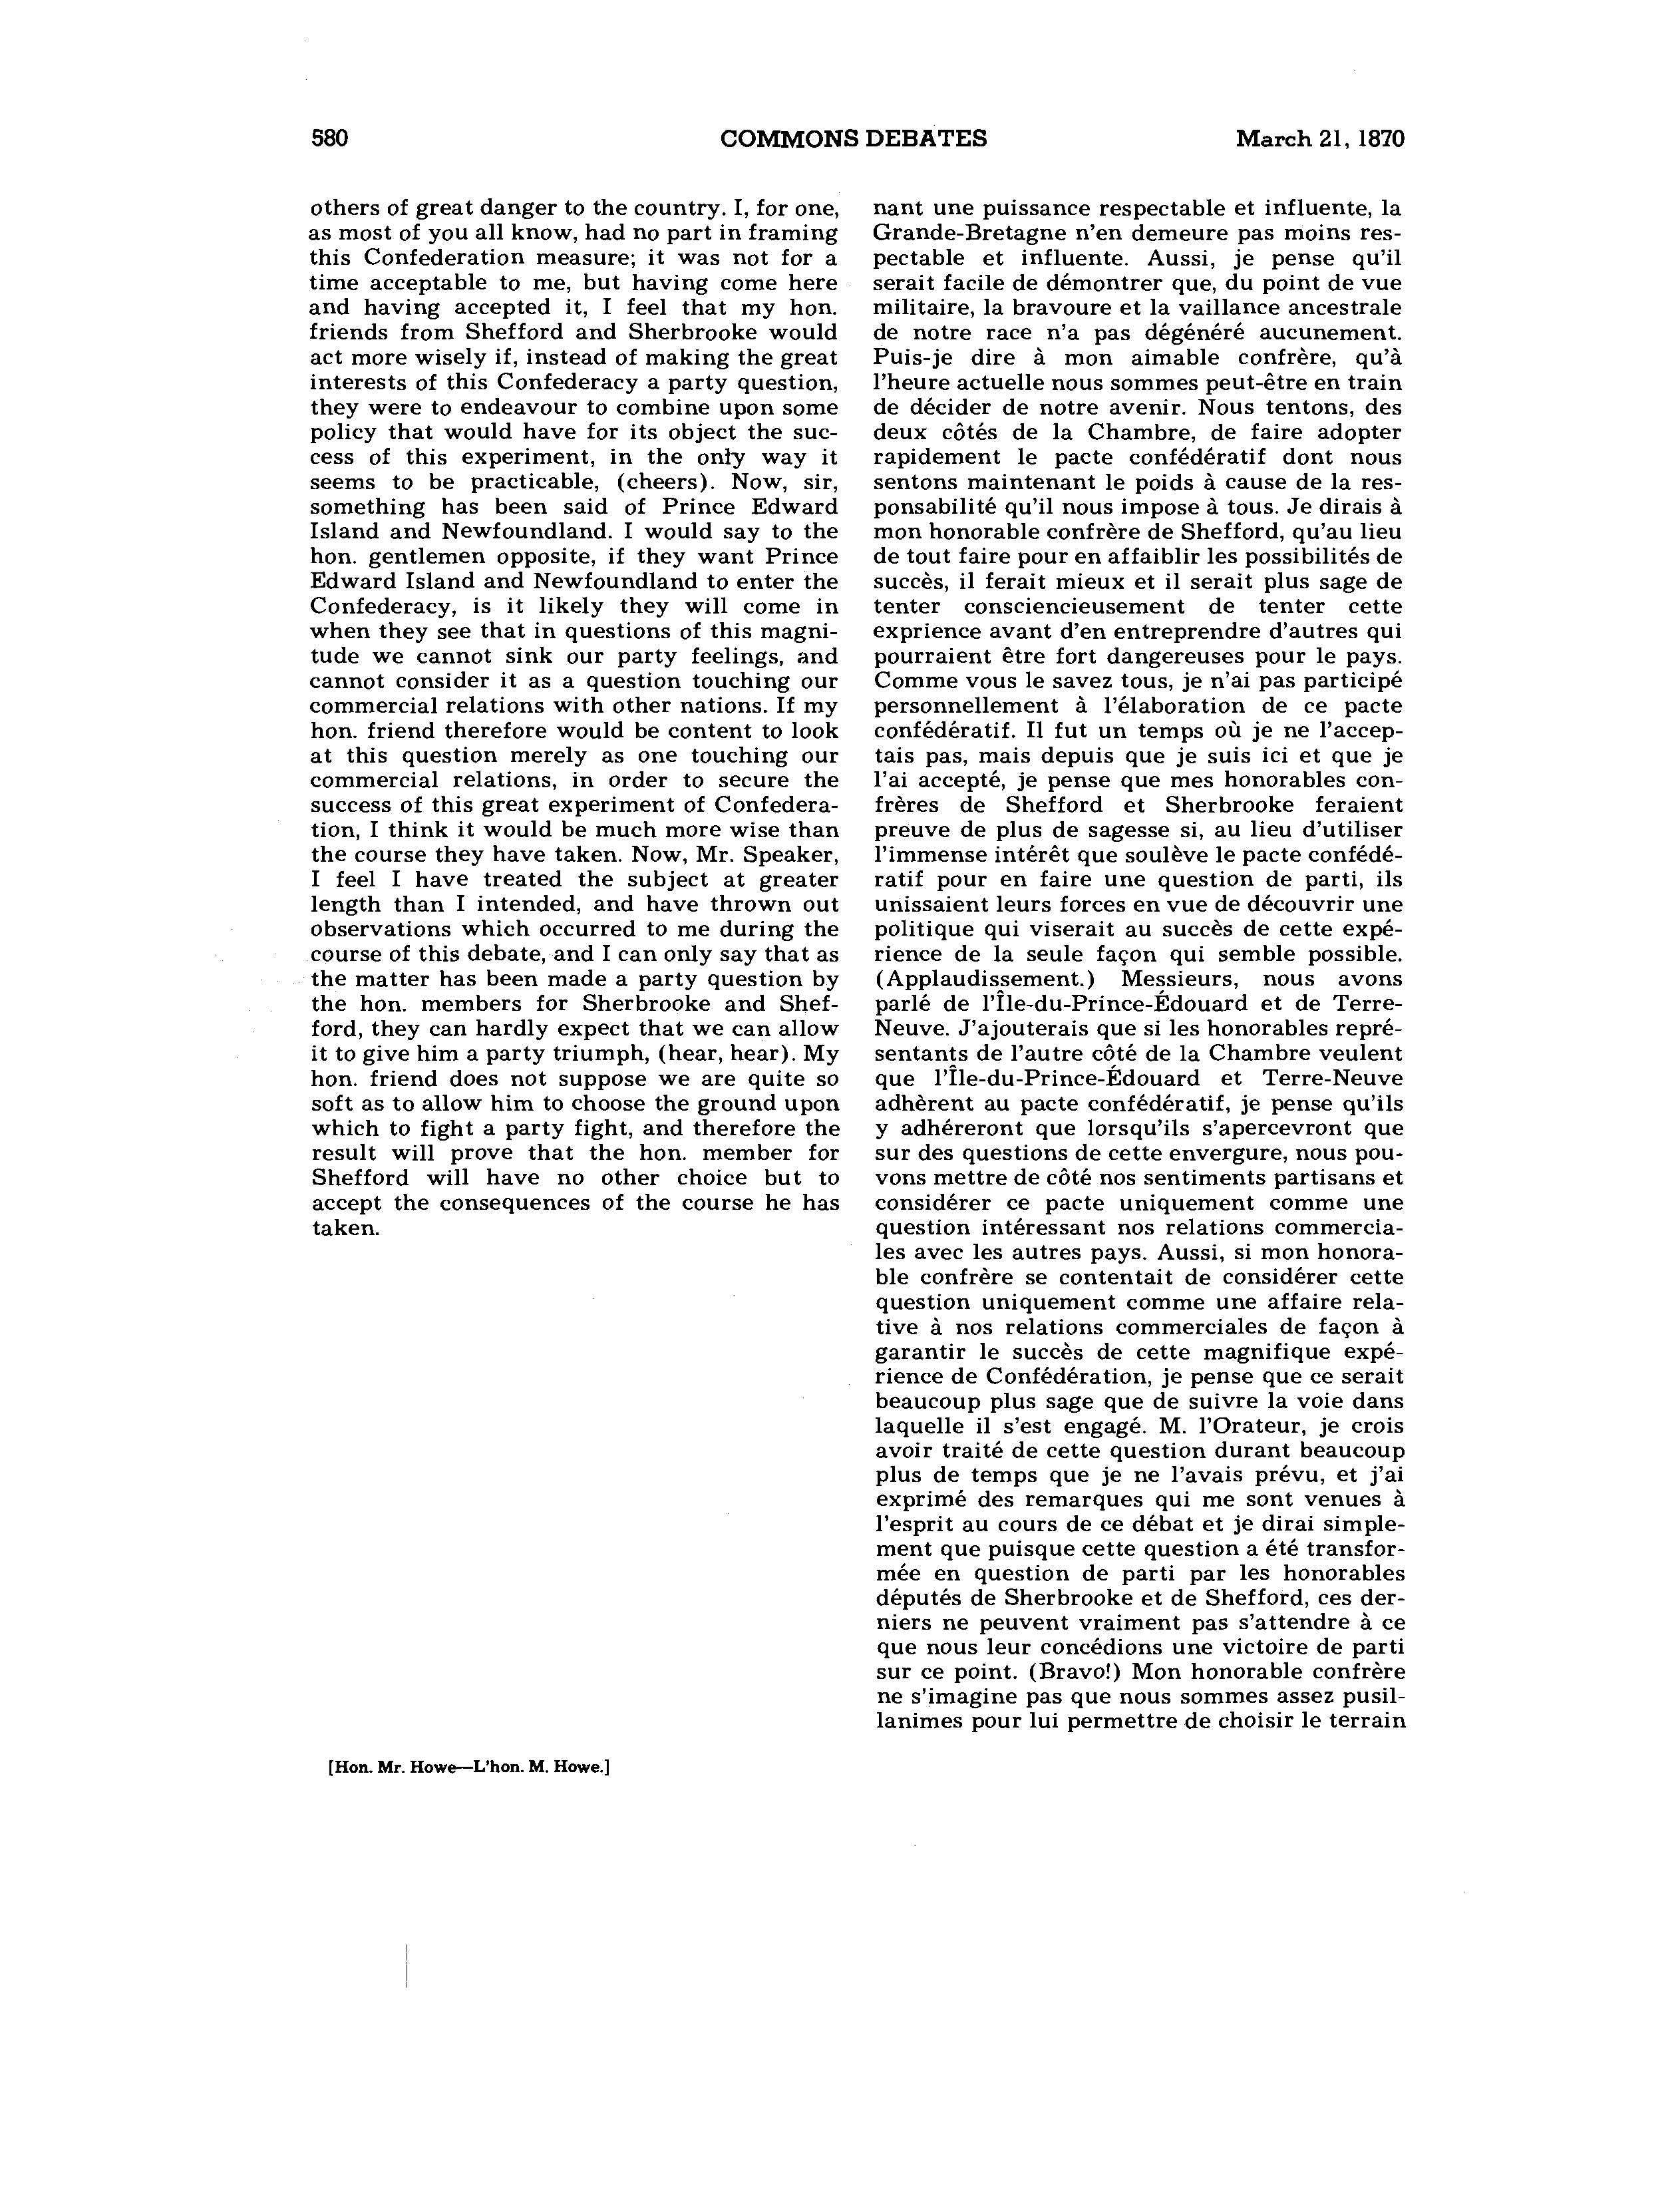 580
COMMONS DEBATES
March 21, 1870
others of great danger to the country. I, for one,
as most of you all know, had no part in framing
this Confederation measure; it was not for a
time acceptable to me, but having come here
and having accepted it, I feel that my hon.
friends from Shefford and Sherbrooke would
act more wisely if, instead of making the great
interests of this Confederacy a party question,
they were to endeavour to combine upon some
policy that would have for its object the suc-
cess of this experiment, in the only way it
seems to be practicable, (cheers). Now, sir,
something has been said of Prince Edward
Island and Newfoundland. I would say to the
hon. gentlemen opposite, if they want Prince
Edward Island and Newfoundland to enter the
Confederacy, is it likely they will come in
when they see that in questions of this magni-
tude we cannot sink our party feelings, and
cannot consider it as a question touching our
commercial relations with other nations. If my
hon. friend therefore would be content to look
at this question merely as one touching our
commercial relations, in order to secure the
success of this great experiment of Confedera-
tion, I think it would be much more wise than
the course they have taken. Now, Mr. Speaker,
I feel I have treated the subject at greater
length than I intended, and have thrown out
observations which occurred to me during the
course of this debate, and I can only say that as
the matter has been made a party question by
the hon. members for Sherbrooke and Shef-
ford, they can hardly expect that we can allow
it to give him a party triumph, (hear, hear). My
hon. friend does not suppose we are quite so
soft as to allow him to choose the ground upon
which to fight a party fight, and therefore the
result will prove that the hon. member for
Shefford will have no other choice but to
accept the consequences of the course he has
taken.
nant une puissance respectable et influente, la
Grande-Bretagne n'en demeure pas moins res-
pectable et influente. Aussi, je pense qu'il
serait facile de démontrer que, du point de vue
militaire, la bravoure et la vaillance ancestrale
de notre race n'a pas dégénéré aucunement.
Puis-je dire à mon aimable confrère, qu'à
l'heure actuelle nous sommes peut-être en train
de décider de notre avenir. Nous tentons, des
deux côtés de la Chambre, de faire adopter
rapidement le pacte confédératif dont nous
sentons maintenant le poids à cause de la res-
ponsabilité qu'il nous impose à tous. Je dirais à
mon honorable confrère de Shefford, qu'au lieu
de tout faire pour en affaiblir les possibilités de
succès, il ferait mieux et il serait plus sage de
tenter consciencieusement de tenter cette
exprience avant d'en entreprendre d'autres qui
pourraient être fort dangereuses pour le pays.
Comme vous le savez tous, je n'ai pas participé
personnellement à l'élaboration de ce pacte
confédératif. Il fut un temps où je ne l'accep-
tais pas, mais depuis que je suis ici et que je
l'ai accepté, je pense que mes honorables con-
frères de Shefford et Sherbrooke feraient
preuve de plus de sagesse si, au lieu d'utiliser
l'immense intérêt que soulève le pacte confédé-
ratif pour en faire une question de parti, ils
unissaient leurs forces en vue de découvrir une
politique qui viserait au succès de cette expé-
rience de la seule façon qui semble possible.
(Applaudissement.) Messieurs, nous avons
parlé de l'Île-du-Prince-Édouard et de Terre-
Neuve. J'ajouterais que si les honorables repré-
sentants de l'autre côté de la Chambre veulent
que l'Île-du-Prince-Édouard et Terre-Neuve
adhèrent au pacte confédératif, je pense qu'ils
y adhéreront que lorsqu'ils s'apercevront que
sur des questions de cette envergure, nous pou-
vons mettre de côté nos sentiments partisans et
considérer ce pacte uniquement comme une
question intéressant nos relations commercia-
les avec les autres pays. Aussi, si mon honora-
ble confrère se contentait de considérer cette
question uniquement comme une affaire rela-
tive à nos relations commerciales de façon à
garantir le succès de cette magnifique expé-
rience de Confédération, je pense que ce serait
beaucoup plus sage que de suivre la voie dans
laquelle il s'est engagé. M. l'Orateur, je crois
avoir traité de cette question durant beaucoup
plus de temps que je ne l'avais prévu, et j'ai
exprimé des remarques qui me sont venues à
l'esprit au cours de ce débat et je dirai simple-
ment que puisque cette question a été transfor-
mée en question de parti par les honorables
députés de Sherbrooke et de Shefford, ces der-
niers ne peuvent vraiment pas s'attendre à ce
que nous leur concédions une victoire de parti
sur ce point. (Bravo!) Mon honorable confrère
ne s'imagine pas que nous sommes assez pusil-
lanimes pour lui permettre de choisir le terrain
[Hon. Mr. Howe—L'hon. M. Howe.]